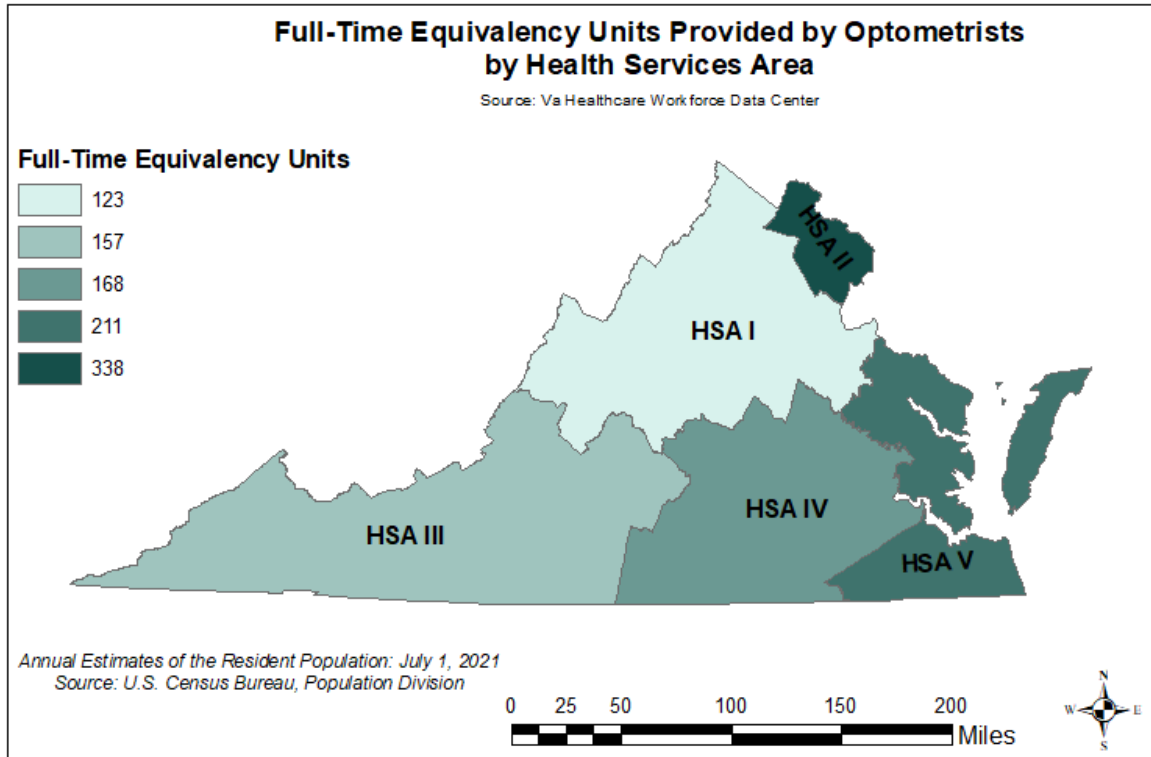 Full-Time Equivalency Units Provided by Optometrists
by Health Services Area
Source: Va Healthcare Workforce Data Center
Full-Time Equivalency Units
123
157
168
211
338
HSA II
HSA I
HSA III
HSA IV
HSA V
Annual Estimates of the Resident Population: July 1, 2021
Source: U.S. Census Bureau, Population Division
0 25 50 100 150 200
Miles
N
W E
S